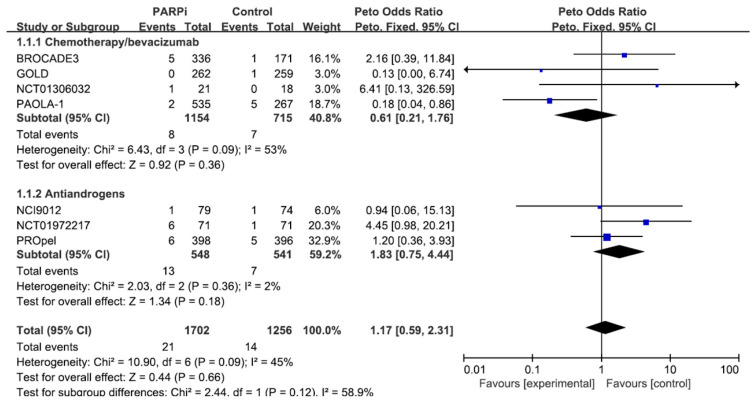 PARPi Control Peto Odds Ratio Peto Odds Ratio
Study or Subgroup Events Total Events Total Weight Peto, Fixed, 95% CI Peto, Fixed, 95% CI
1.1.1 Chemotherapy/bevacizumab
BROCADE3 5 336 1 171 16.1% 2.16 [0.39, 11.84]
GOLD 0 262 1 259 3.0% 0.13 [0.00, 6.74]
NCT01306032 1 21 0 18 3.0% 6.41 [0.13, 326.59]
PAOLA-1 2 535 5 267 18.7% 0.18 [0.04, 0.86]
Subtotal (95% CI) 1154 715 40.8% 0.61 [0.21, 1.76]
Total events 8 7
Heterogeneity: Chi² = 6.43, df = 3 (P = 0.09); I² = 53%
Test for overall effect: Z = 0.92 (P = 0.36)
1.1.2 Antiandrogens
NCI9012 1 79 1 74 6.0% 0.94 [0.06, 15.13]
NCT01972217 6 71 1 71 20.3% 4.45 [0.98, 20.21]
PROpel 6 398 5 396 32.9% 1.20 [0.36, 3.93]
Subtotal (95% CI) 548 541 59.2% 1.83 [0.75, 4.44]
Total events 13 7
Heterogeneity: Chi² = 2.03, df = 2 (P = 0.36); I² = 2%
Test for overall effect: Z = 1.34 (P = 0.18)
Total (95% CI) 1702 1256 100.0% 1.17 [0.59, 2.31]
Total events 21 14
Heterogeneity: Chi² = 10.90, df = 6 (P = 0.09); I² = 45%
Test for overall effect: Z = 0.44 (P = 0.66)
Test for subgroup differences: Chi² = 2.44, df = 1 (P = 0.12), I² = 58.9%
0.01 0.1 1 10 100
Favours [experimental] Favours [control]